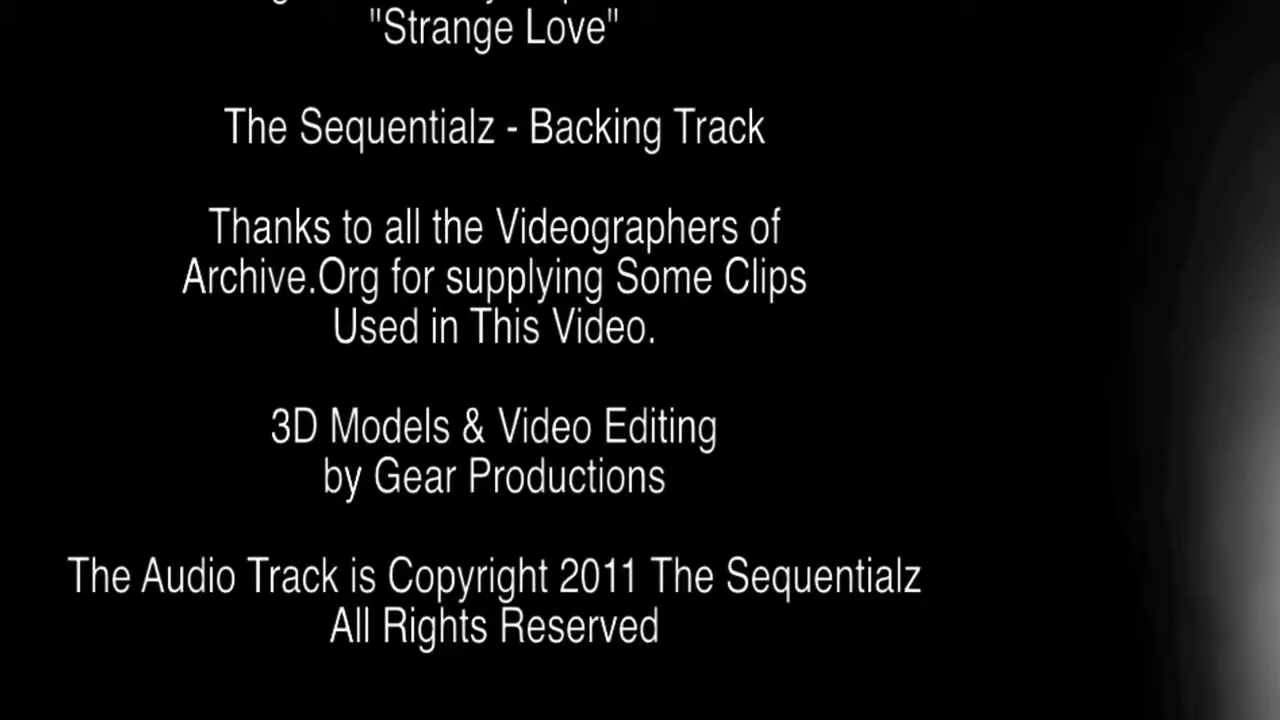 "Strange Love"
The Sequentialz - Backing Track
Thanks to all the Videographers of
Archive.Org for supplying Some Clips
Used in This Video.
3D Models & Video Editing
by Gear Productions
The Audio Track is Copyright 2011 The Sequentialz
All Rights Reserved